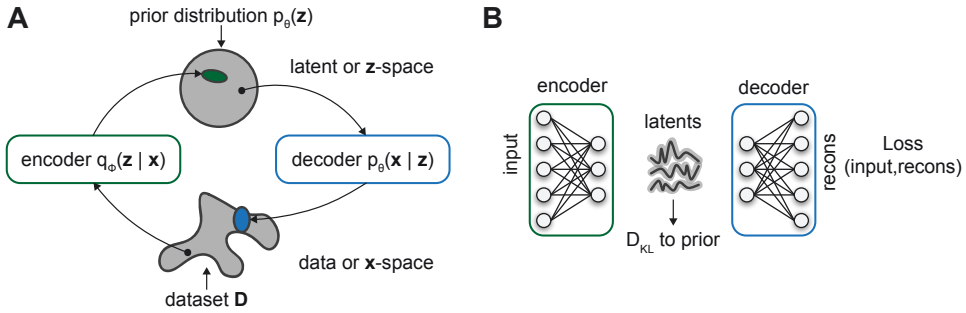 A
prior distribution pθ(z)
latent or z-space
encoder qΦ(z | x)
decoder pθ(x | z)
data or x-space
dataset D
B
encoder
decoder
latents
input
recons
Loss
(input,recons)
DKL to prior